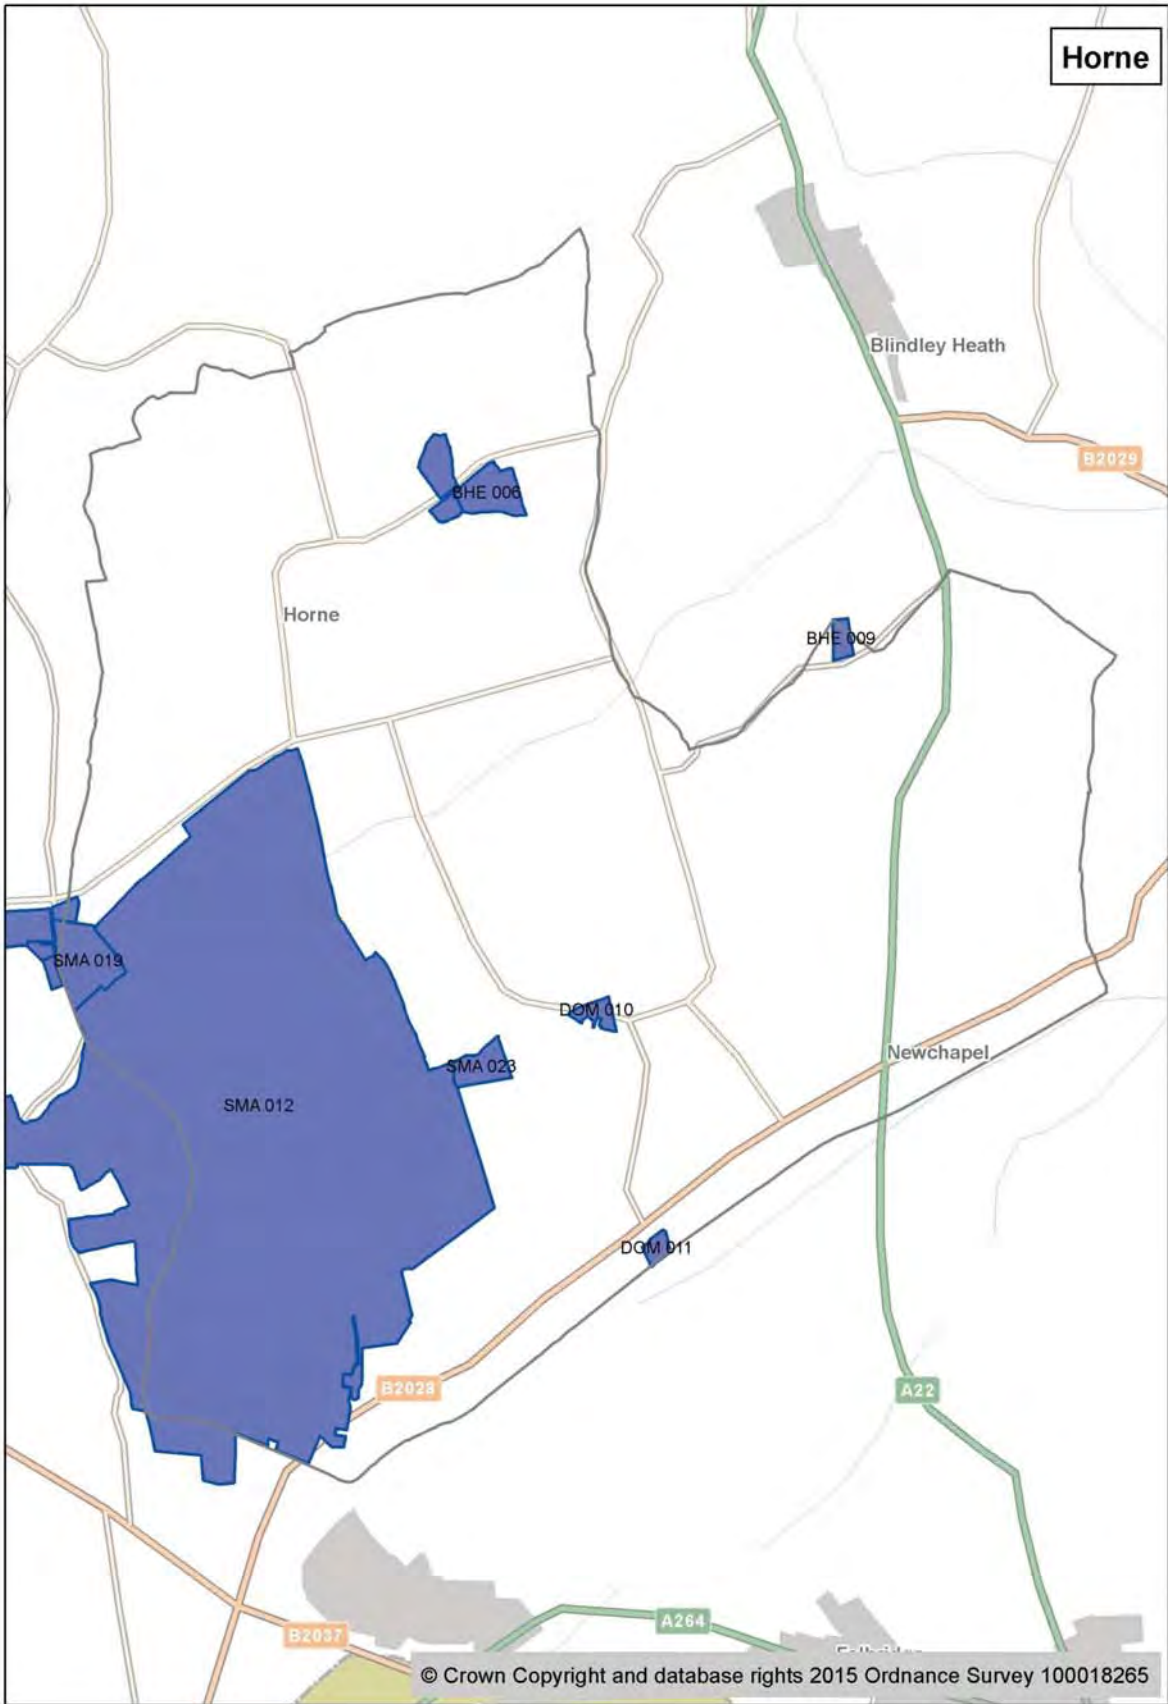 Horne
Blindley Heath
B2029
BHE 006
Horne
BHE 009
SMA 019
DOM 010
Newchapel
SMA 023
SMA 012
DOM 011
B2028
A22
A264
B2037
© Crown Copyright and database rights 2015 Ordnance Survey 100018265